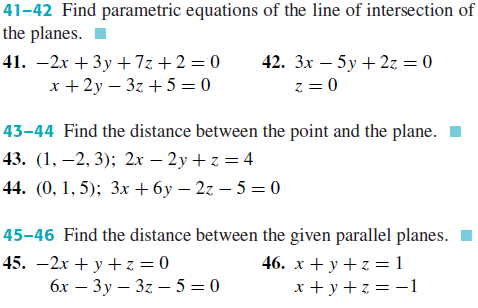 41–42 Find parametric equations of the line of intersection of
the planes.
41. −2x + 3y + 7z + 2 = 0
x + 2y − 3z + 5 = 0
42. 3x − 5y + 2z = 0
z = 0
43–44 Find the distance between the point and the plane.
43. (1, −2, 3); 2x − 2y + z = 4
44. (0, 1, 5); 3x + 6y − 2z − 5 = 0
45–46 Find the distance between the given parallel planes.
45. −2x + y + z = 0
6x − 3y − 3z − 5 = 0
46. x + y + z = 1
x + y + z = −1